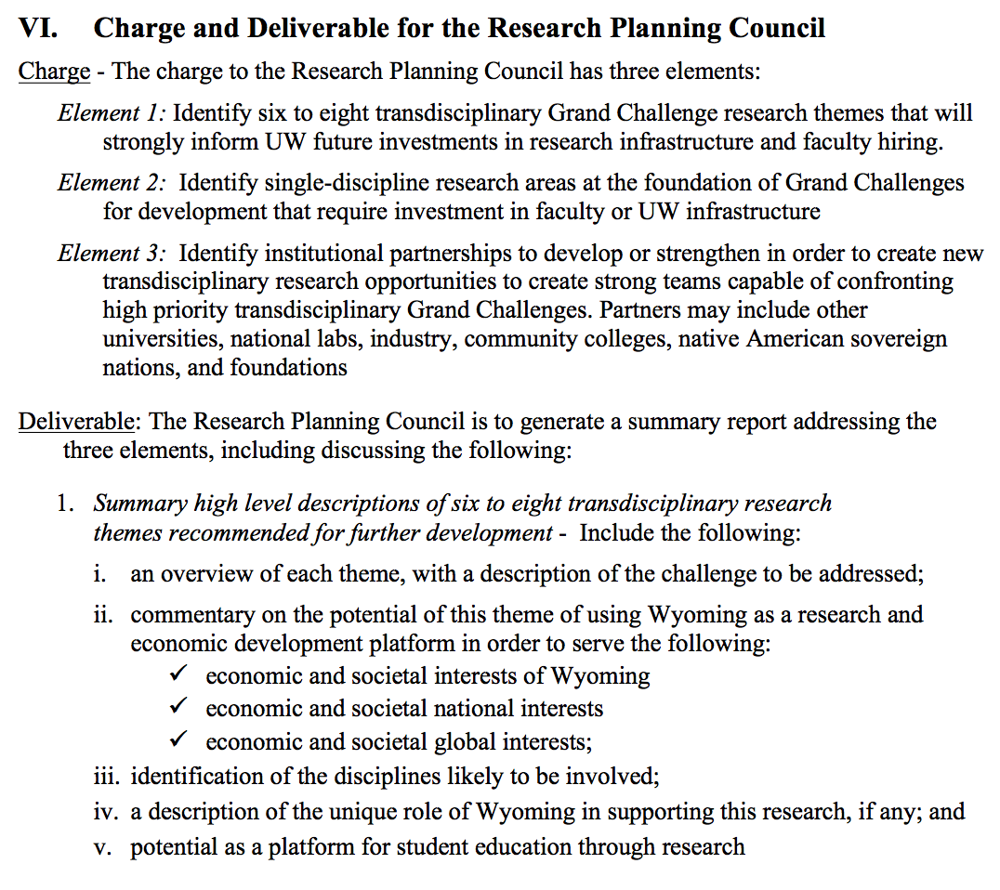 VI. Charge and Deliverable for the Research Planning Council
Charge - The charge to the Research Planning Council has three elements:
Element 1: Identify six to eight transdisciplinary Grand Challenge research themes that will
strongly inform UW future investments in research infrastructure and faculty hiring.
Element 2: Identify single-discipline research areas at the foundation of Grand Challenges
for development that require investment in faculty or UW infrastructure
Element 3: Identify institutional partnerships to develop or strengthen in order to create new
transdisciplinary research opportunities to create strong teams capable of confronting
high priority transdisciplinary Grand Challenges. Partners may include other
universities, national labs, industry, community colleges, native American sovereign
nations, and foundations
Deliverable: The Research Planning Council is to generate a summary report addressing the
three elements, including discussing the following:
1. Summary high level descriptions of six to eight transdisciplinary research
themes recommended for further development - Include the following:
i. an overview of each theme, with a description of the challenge to be addressed;
ii. commentary on the potential of this theme of using Wyoming as a research and
economic development platform in order to serve the following:
✓ economic and societal interests of Wyoming
✓ economic and societal national interests
✓ economic and societal global interests;
iii. identification of the disciplines likely to be involved;
iv. a description of the unique role of Wyoming in supporting this research, if any; and
v. potential as a platform for student education through research